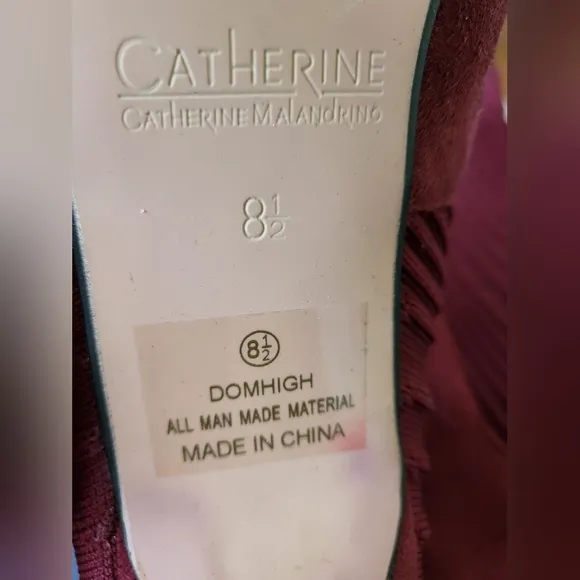 CATHERINE
CATHERINE MALANDRINO
8½
8½
DOMHIGH
ALL MAN MADE MATERIAL
MADE IN CHINA